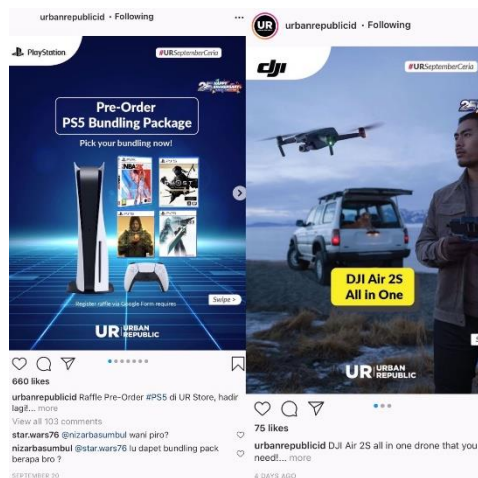 urbanrepublicid • Following
PlayStation
#URSeptemberCeria
Pre-Order
PS5 Bundling Package
Pick your bundling now!
Register raffle via Google Form requires
Swipe >
UR URBAN
REPUBLIC
660 likes
urbanrepublicid Raffle Pre-Order #PS5 di UR Store, hadir
lagi!... more
View all 103 comments
star.wars76 @nizarbasumbul wani piro?
nizarbasumbul @star.wars76 lu dapet bundling pack
berapa bro ?
SEPTEMBER 20
UR
urbanrepublicid • Following
dji
#URSeptemberCeria
DJI Air 2S
All in One
UR URBAN
REPUBLIC
75 likes
urbanrepublicid DJI Air 2S all in one drone that you
need!... more
4 DAYS AGO